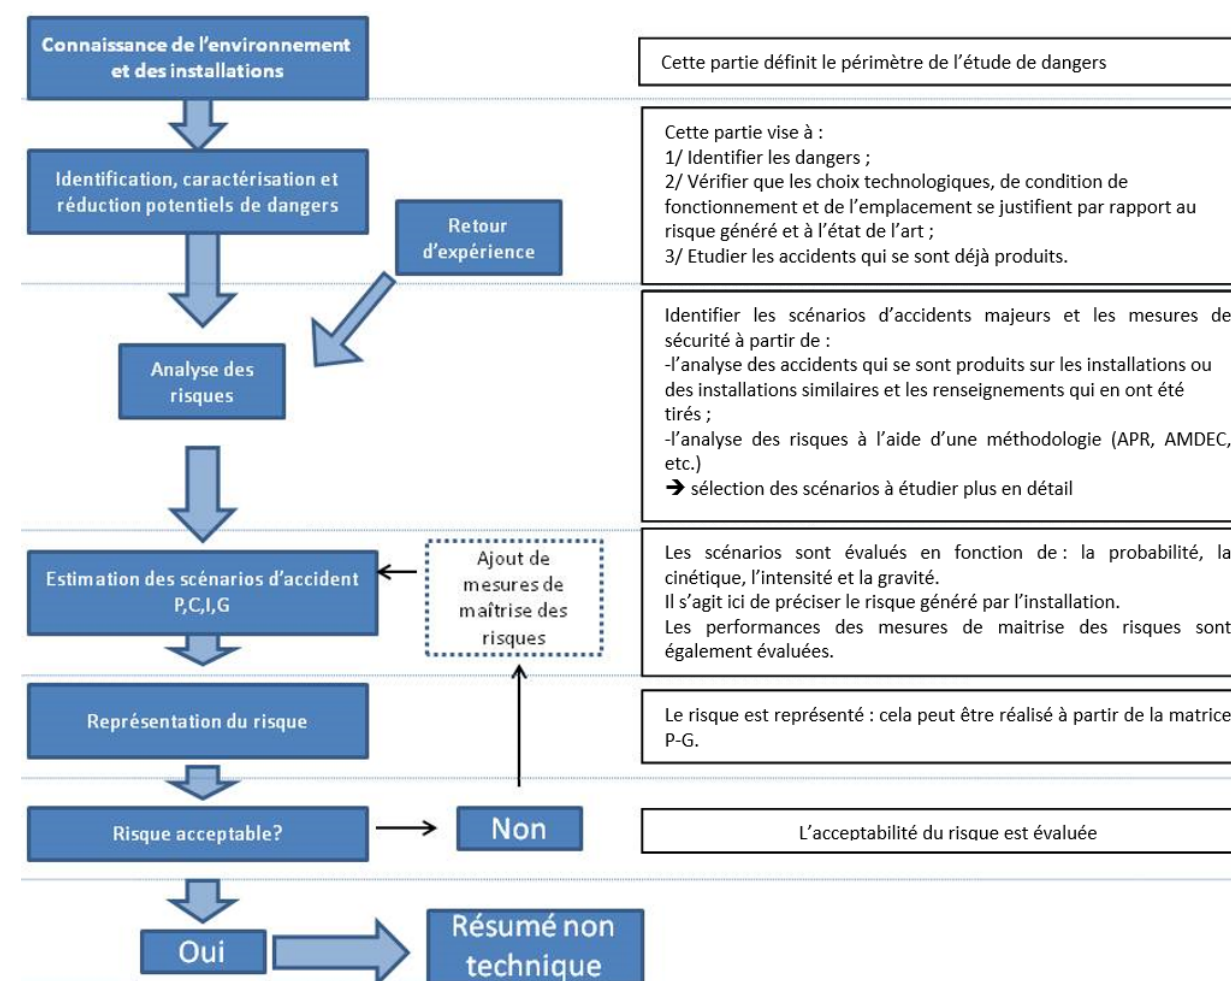 Connaissance de l'environnement
et des installations
Cette partie définit le périmètre de l'étude de dangers
Identification, caractérisation et
réduction potentiels de dangers
Retour
d'expérience
Cette partie vise à :
1/ Identifier les dangers ;
2/ Vérifier que les choix technologiques, de condition de
fonctionnement et de l'emplacement se justifient par rapport au
risque généré et à l'état de l'art ;
3/ Etudier les accidents qui se sont déjà produits.
Analyse des
risques
Identifier les scénarios d'accidents majeurs et les mesures de
sécurité à partir de :
-l'analyse des accidents qui se sont produits sur les installations ou
des installations similaires et les renseignements qui en ont été
tirés ;
-l'analyse des risques à l'aide d'une méthodologie (APR, AMDEC,
etc.)
➔ sélection des scénarios à étudier plus en détail
Estimation des scénarios d'accident
P,C,I,G
Ajout de
mesures de
maîtrise des
risques
Les scénarios sont évalués en fonction de : la probabilité, la
cinétique, l'intensité et la gravité.
Il s'agit ici de préciser le risque généré par l'installation.
Les performances des mesures de maitrise des risques sont
également évaluées.
Représentation du risque
Le risque est représenté : cela peut être réalisé à partir de la matrice
P-G.
Risque acceptable?
Non
L'acceptabilité du risque est évaluée
Oui
Résumé non
technique